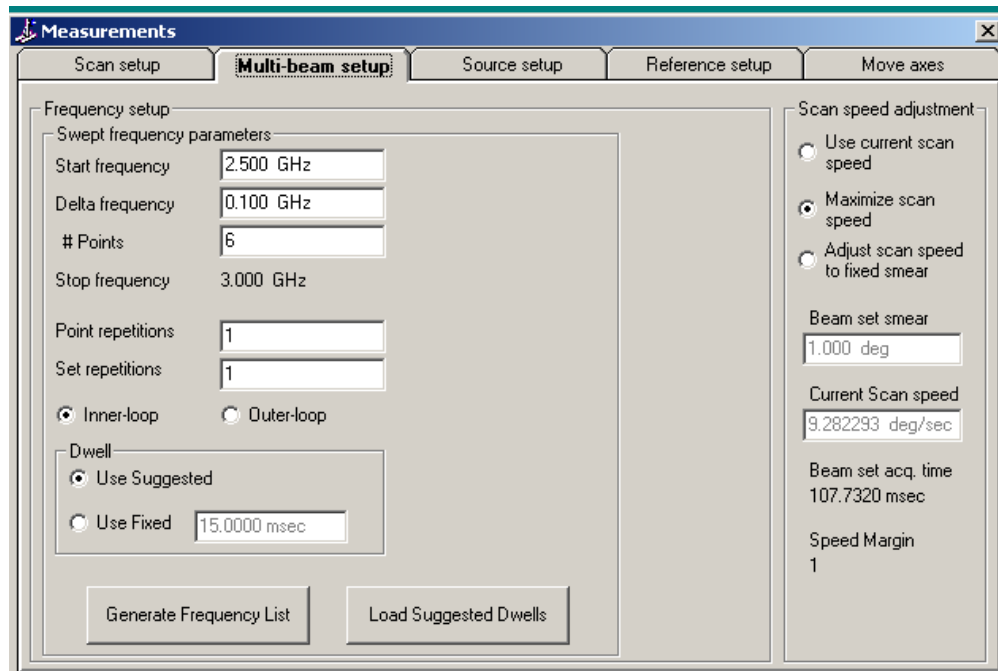 Measurements
Scan setup
Multi-beam setup
Source setup
Reference setup
Move axes
Frequency setup
Swept frequency parameters
Start frequency
2.500 GHz
Delta frequency
0.100 GHz
# Points
6
Stop frequency
3.000 GHz
Point repetitions
1
Set repetitions
1
Inner-loop
Outer-loop
Dwell
Use Suggested
Use Fixed
15.0000 msec
Generate Frequency List
Load Suggested Dwells
Scan speed adjustment
Use current scan
speed
Maximize scan
speed
Adjust scan speed
to fixed smear
Beam set smear
1.000 deg
Current Scan speed
9.282293 deg/sec
Beam set acq. time
107.7320 msec
Speed Margin
1